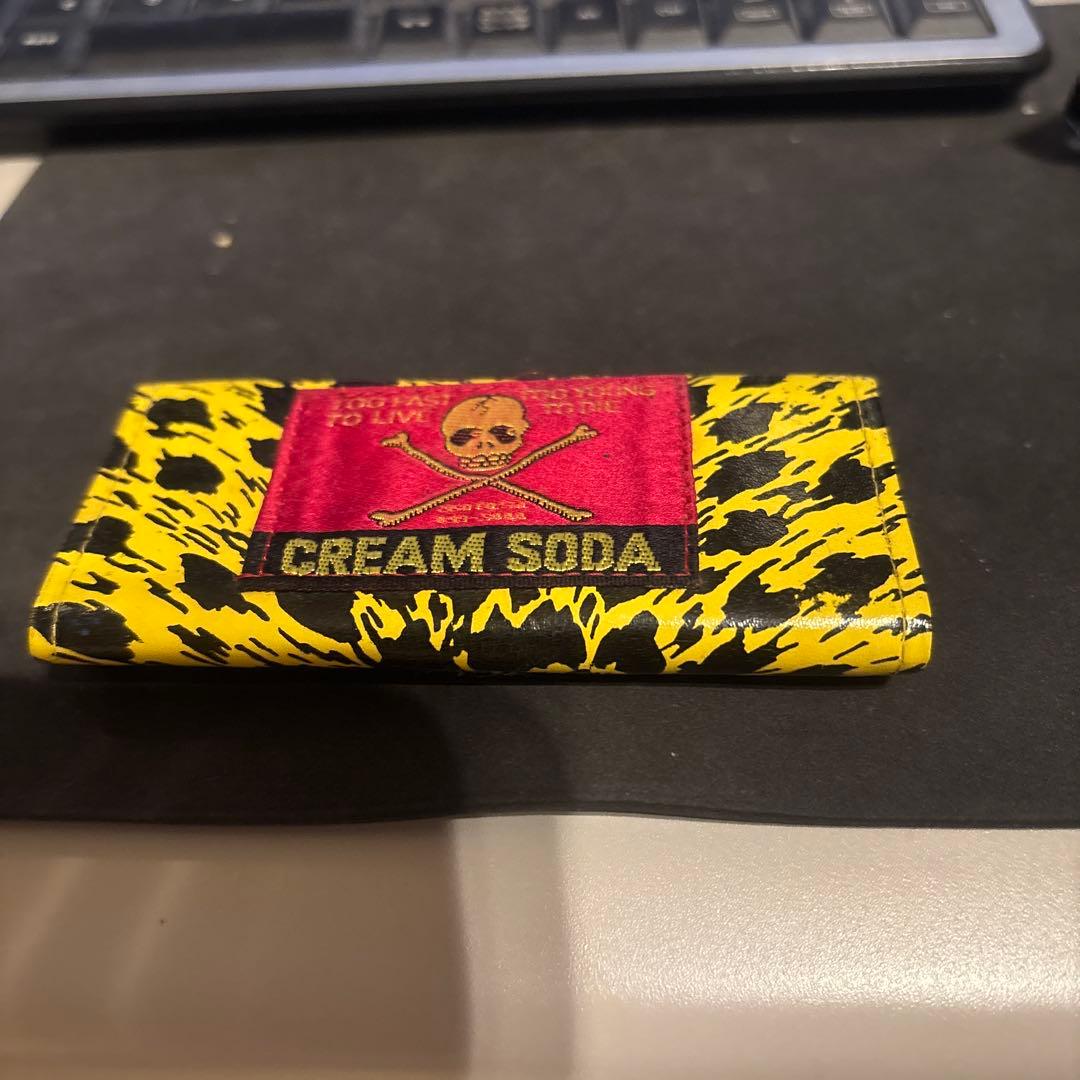 TOO FAST TOO YOUNG
TO LIVE TO DIE
CREAM SODA